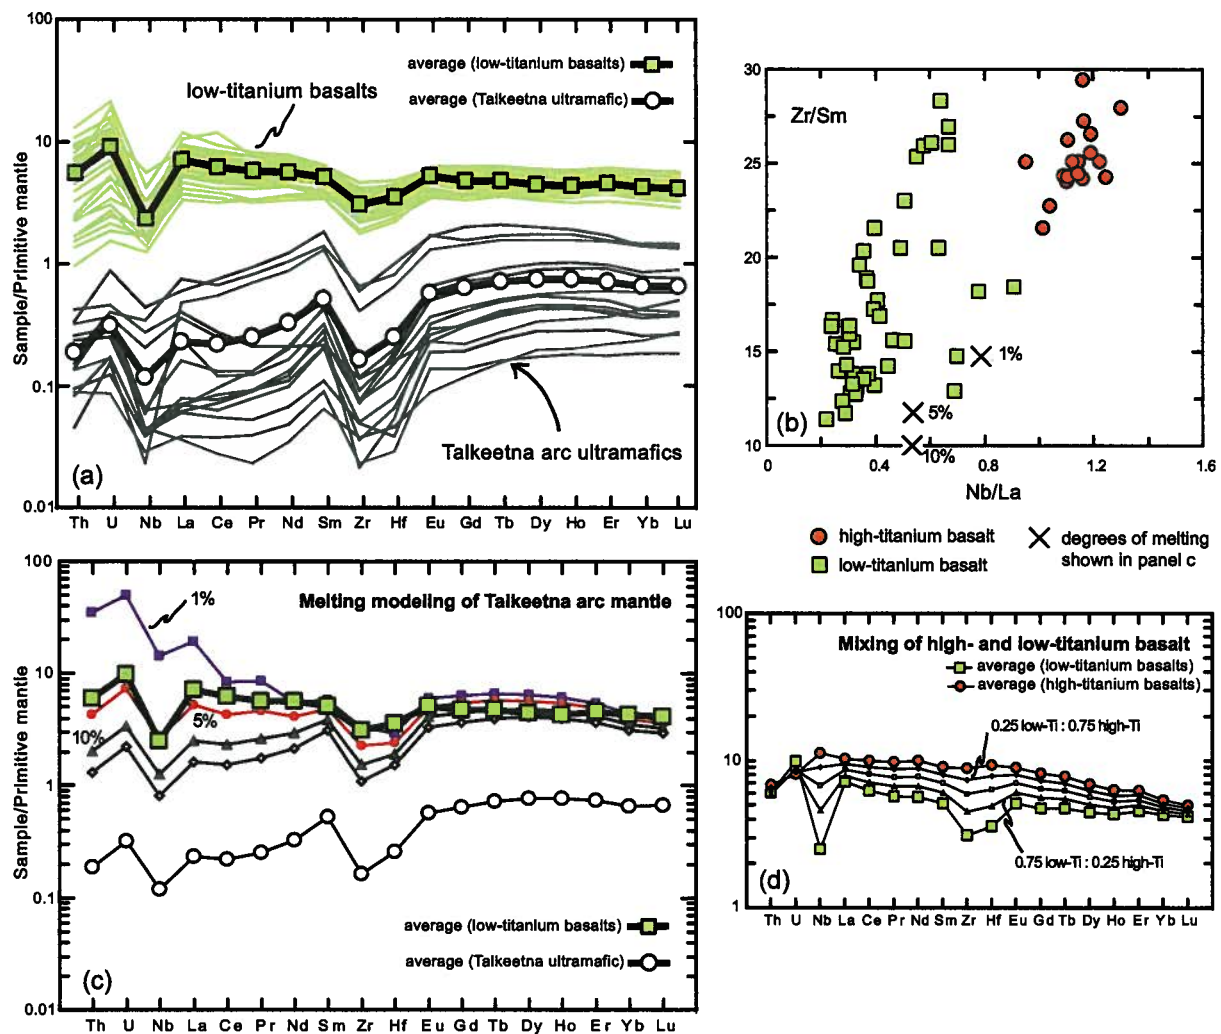 100
10
1
0.1
0.01
Sample/Primitive mantle
average (low-titanium basalts)
average (Talkeetna ultramafic)
low-titanium basalts
Talkeetna arc ultramafics
(a)
Th U Nb La Ce Pr Nd Sm Zr Hf Eu Gd Tb Dy Ho Er Yb Lu
30
25
20
15
10
Zr/Sm
1%
5%
10%
(b)
0 0.4 0.8 1.2 1.6
Nb/La
high-titanium basalt
low-titanium basalt
degrees of melting
shown in panel c
100
10
1
0.1
0.01
Sample/Primitive mantle
1%
Melting modeling of Talkeetna arc mantle
5%
10%
average (low-titanium basalts)
average (Talkeetna ultramafic)
(c)
Th U Nb La Ce Pr Nd Sm Zr Hf Eu Gd Tb Dy Ho Er Yb Lu
100
10
1
Mixing of high- and low-titanium basalt
average (low-titanium basalts)
average (high-titanium basalts)
0.25 low-Ti : 0.75 high-Ti
0.75 low-Ti : 0.25 high-Ti
(d)
Th U Nb La Ce Pr Nd Sm Zr Hf Eu Gd Tb Dy Ho Er Yb Lu